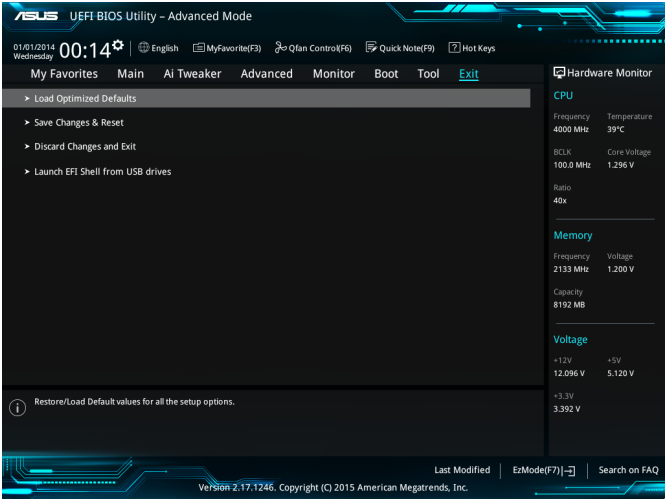 ASUS UEFI BIOS Utility – Advanced Mode
01/01/2014 Wednesday 00:14 English MyFavorite(F3) Qfan Control(F6) Quick Note(F9) ? Hot Keys
My Favorites Main Ai Tweaker Advanced Monitor Boot Tool Exit
Load Optimized Defaults
Save Changes & Reset
Discard Changes and Exit
Launch EFI Shell from USB drives
Hardware Monitor
CPU
Frequency Temperature
4000 MHz 39°C
BCLK Core Voltage
100.0 MHz 1.296 V
Ratio
40x
Memory
Frequency Voltage
2133 MHz 1.200 V
Capacity
8192 MB
Voltage
+12V +5V
12.096 V 5.120 V
+3.3V
3.392 V
Restore/Load Default values for all the setup options.
Last Modified EzMode(F7) Search on FAQ
Version 2.17.1246. Copyright (C) 2015 American Megatrends, Inc.